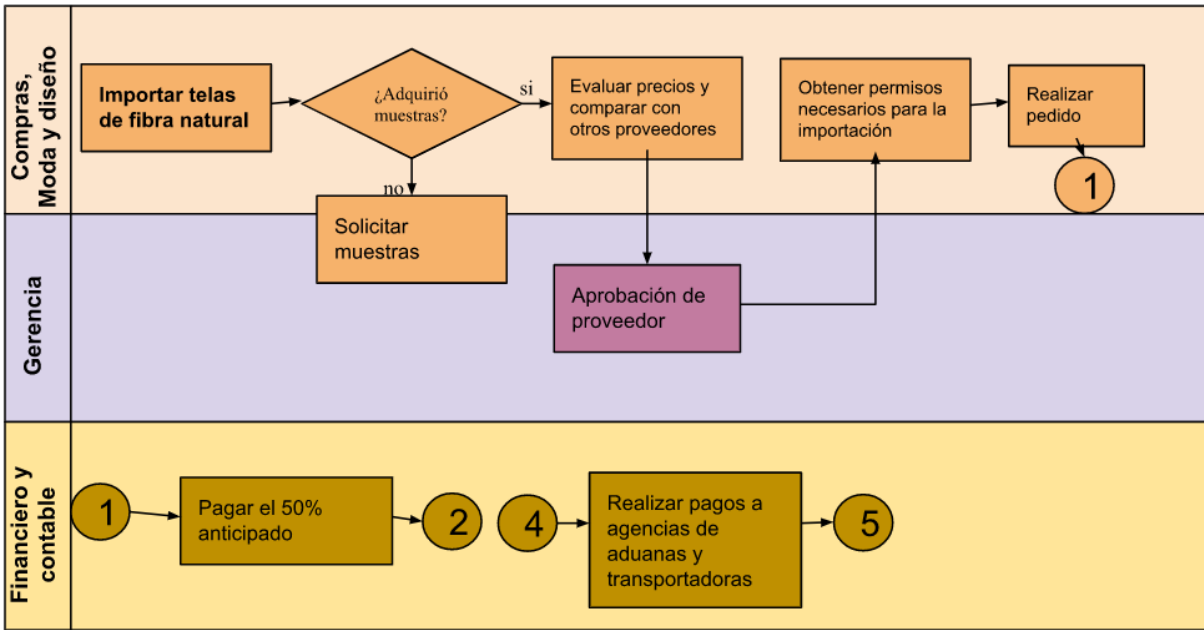 Compras,
Moda y diseño
Importar telas
de fibra natural
¿Adquirió
muestras?
si
no
Solicitar
muestras
Evaluar precios y
comparar con
otros proveedores
Obtener permisos
necesarios para la
importación
Realizar
pedido
1
Gerencia
Aprobación de
proveedor
Financiero y
contable
1
Pagar el 50%
anticipado
2
4
Realizar pagos a
agencias de
aduanas y
transportadoras
5